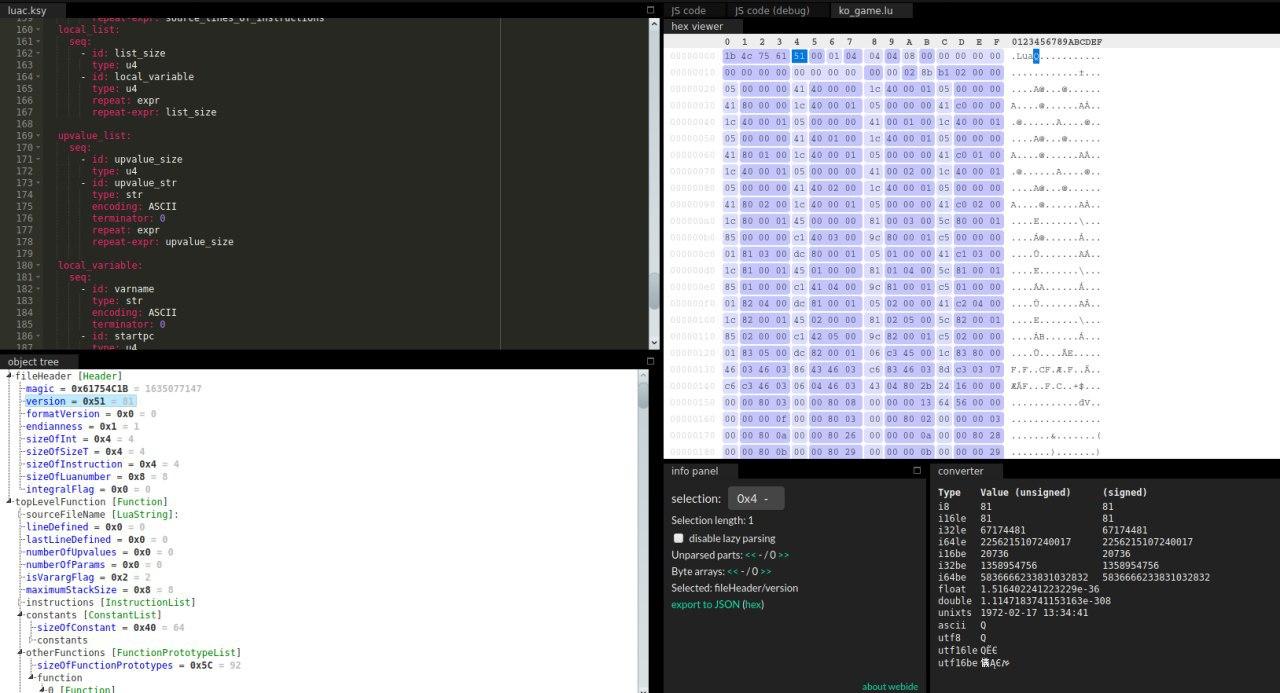 luac.ksy
160 local_list:
161 seq:
162 - id: list_size
163 type: u4
164 - id: local_variable
165 type: u4
166 repeat: expr
167 repeat-expr: list_size
168
169 upvalue_list:
170 seq:
171 - id: upvalue_size
172 type: u4
173 - id: upvalue_str
174 type: str
175 encoding: ASCII
176 terminator: 0
177 repeat: expr
178 repeat-expr: upvalue_size
179
180 local_variable:
181 seq:
182 - id: varname
183 type: str
184 encoding: ASCII
185 terminator: 0
186 - id: startpc
187 type: u4
object tree
fileHeader [Header]
magic = 0x61754C1B = 1635077147
version = 0x51 = 81
formatVersion = 0x0 = 0
endianness = 0x1 = 1
sizeOfInt = 0x4 = 4
sizeOfSizeT = 0x4 = 4
sizeOfInstruction = 0x4 = 4
sizeOfLuanumber = 0x8 = 8
integralFlag = 0x0 = 0
topLevelFunction [Function]
sourceFileName [LuaString]:
lineDefined = 0x0 = 0
lastLineDefined = 0x0 = 0
numberOfUpvalues = 0x0 = 0
numberOfParams = 0x0 = 0
isVarargFlag = 0x2 = 2
maximumStackSize = 0x8 = 8
instructions [InstructionList]
constants [ConstantList]
sizeOfConstant = 0x40 = 64
constants
otherFunctions [FunctionPrototypeList]
sizeOfFunctionPrototypes = 0x5C = 92
function
0 [Function]
JS code JS code (debug) ko_game.lu
hex viewer
0 1 2 3 4 5 6 7 8 9 A B C D E F 0123456789ABCDEF
00000000 1b 4c 75 61 51 00 01 04 04 04 08 00 00 00 00 00 .LuaQ...........
00000010 00 00 00 00 00 00 00 00 00 00 02 8b b1 02 00 00 ............±...
00000020 05 00 00 00 41 40 00 00 1c 40 00 01 05 00 00 00 ....A@...@......
00000030 41 80 00 00 1c 40 00 01 05 00 00 00 41 c0 00 00 A....@......AÀ..
00000040 1c 40 00 01 05 00 00 00 41 00 01 00 1c 40 00 01 .@......A....@..
00000050 05 00 00 00 41 40 01 00 1c 40 00 01 05 00 00 00 ....A@...@......
00000060 41 80 01 00 1c 40 00 01 05 00 00 00 41 c0 01 00 A....@......AÀ..
00000070 1c 40 00 01 05 00 00 00 41 00 02 00 1c 40 00 01 .@......A....@..
00000080 05 00 00 00 41 40 02 00 1c 40 00 01 05 00 00 00 ....A@...@......
00000090 41 80 02 00 1c 40 00 01 05 00 00 00 41 c0 02 00 A....@......AÀ..
000000a0 1c 80 00 01 45 00 00 00 81 00 03 00 5c 80 00 01 ....E.......\...
000000b0 85 00 00 00 c1 40 03 00 9c 80 00 01 c5 00 00 00 ....Á@......Å...
000000c0 01 81 03 00 dc 80 00 01 05 01 00 00 41 c1 03 00 ....Ü.......AÁ..
000000d0 1c 81 00 01 45 01 00 00 81 01 04 00 5c 81 00 01 ....E.......\...
000000e0 85 01 00 00 c1 41 04 00 9c 81 00 01 c5 01 00 00 ....ÁA......Å...
000000f0 01 82 04 00 dc 81 00 01 05 02 00 00 41 c2 04 00 ....Ü.......AÂ..
00000100 1c 82 00 01 45 02 00 00 81 02 05 00 5c 82 00 01 ....E.......\...
00000110 85 02 00 00 c1 42 05 00 9c 82 00 01 c5 02 00 00 ....ÁB......Å...
00000120 01 83 05 00 dc 82 00 01 06 c3 45 00 1c 83 80 00 ....Ü....ÃE.....
00000130 46 03 46 03 86 43 46 03 c6 83 46 03 8d c3 03 07 F.F..CF.Æ.F..Ã..
00000140 c6 c3 46 03 06 04 46 03 43 04 80 2b 24 16 00 00 ÆÃF...F.C..+$...
00000150 00 00 80 03 00 00 80 08 00 00 00 13 64 56 00 00 ............dV..
00000160 00 00 00 0f 00 00 80 03 00 00 80 02 00 00 00 03 ................
00000170 00 00 80 0a 00 00 80 26 00 00 00 0a 00 00 80 28 .......&.......(
00000180 00 00 80 0b 00 00 80 29 00 00 00 0b 00 00 00 29 .......).......)
info panel
selection: 0x4 -
Selection length: 1
disable lazy parsing
Unparsed parts: << - / 0 >>
Byte arrays: << - / 0 >>
Selected: fileHeader/version
export to JSON (hex)
about webide
converter
Type Value (unsigned) (signed)
i8 81 81
i16le 81 81
i32le 67174481 67174481
i64le 2256215107240017 2256215107240017
i16be 20736 20736
i32be 1358954756 1358954756
i64be 5836666233831032832 5836666233831032832
float 1.516402241223229e-36
double 1.1147183741153163e-308
unixts 1972-02-17 13:34:41
ascii Q
utf8 Q
utf16le
utf16be